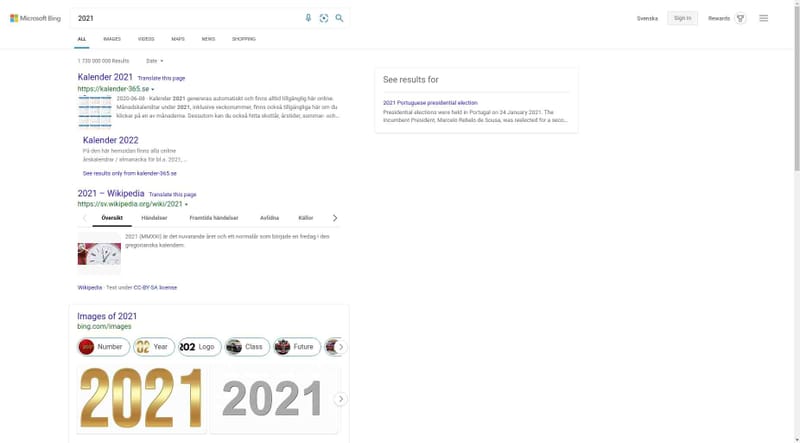 Microsoft Bing
2021
Svenska
Sign in
Rewards
ALL
IMAGES
VIDEOS
MAPS
NEWS
SHOPPING
1 730 000 000 Results
Date
Kalender 2021 Translate this page
https://kalender-365.se
2020-06-08 · Kalender 2021 genereras automatiskt och finns alltid tillgänglig här online.
Månadskalendrar under 2021, inklusive veckonummer, finns också tillgängliga här om du
klickar på en av månaderna. Dessutom kan du också hitta skottår, årstider, sommar- och...
Kalender 2022
På den här hemsidan finns alla online
årskalendrar / almanacka för bl.a. 2021, ...
See results only from kalender-365.se
2021 – Wikipedia Translate this page
https://sv.wikipedia.org/wiki/2021
Översikt
Händelser
Framtida händelser
Avlidna
Källor
2021 (MMXXI) är det nuvarande året och ett normalår som började en fredag i den
gregorianska kalendern.
Wikipedia · Text under CC-BY-SA license
Images of 2021
bing.com/images
Number
Year
Logo
Class
Future
2021
2021
See results for
2021 Portuguese presidential election
Presidential elections were held in Portugal on 24 January 2021. The
incumbent President, Marcelo Rebelo de Sousa, was reelected for a seco...